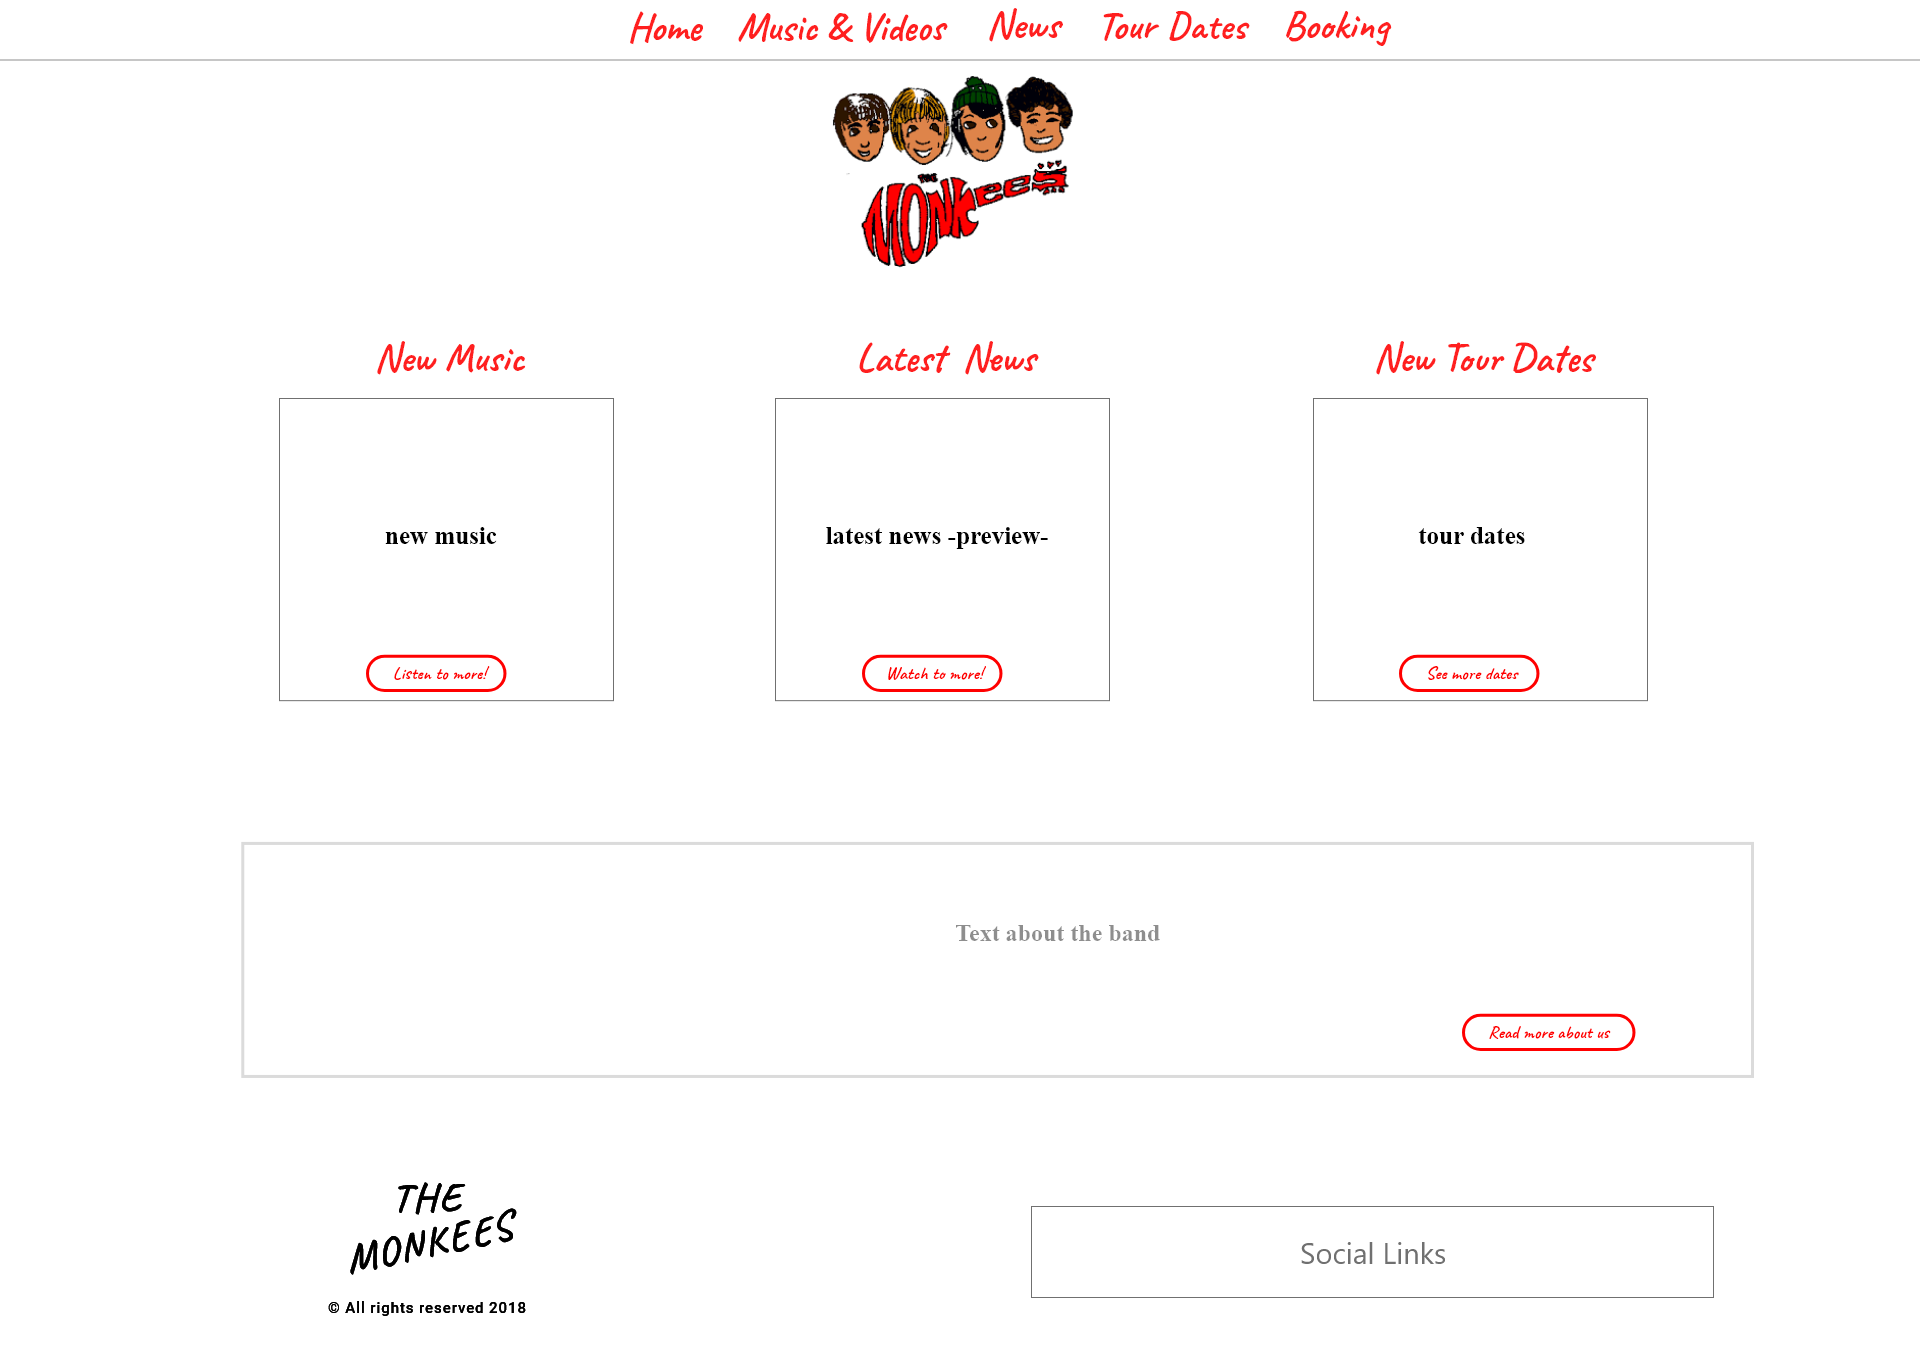 Home Music & Videos News Tour Dates Booking
THE
MONKEES
New Music Latest News New Tour Dates
new music latest news -preview- tour dates
Listen to more! Watch to more! See more dates
Text about the band
Read more about us
THE
MONKEES
Social Links
© All rights reserved 2018